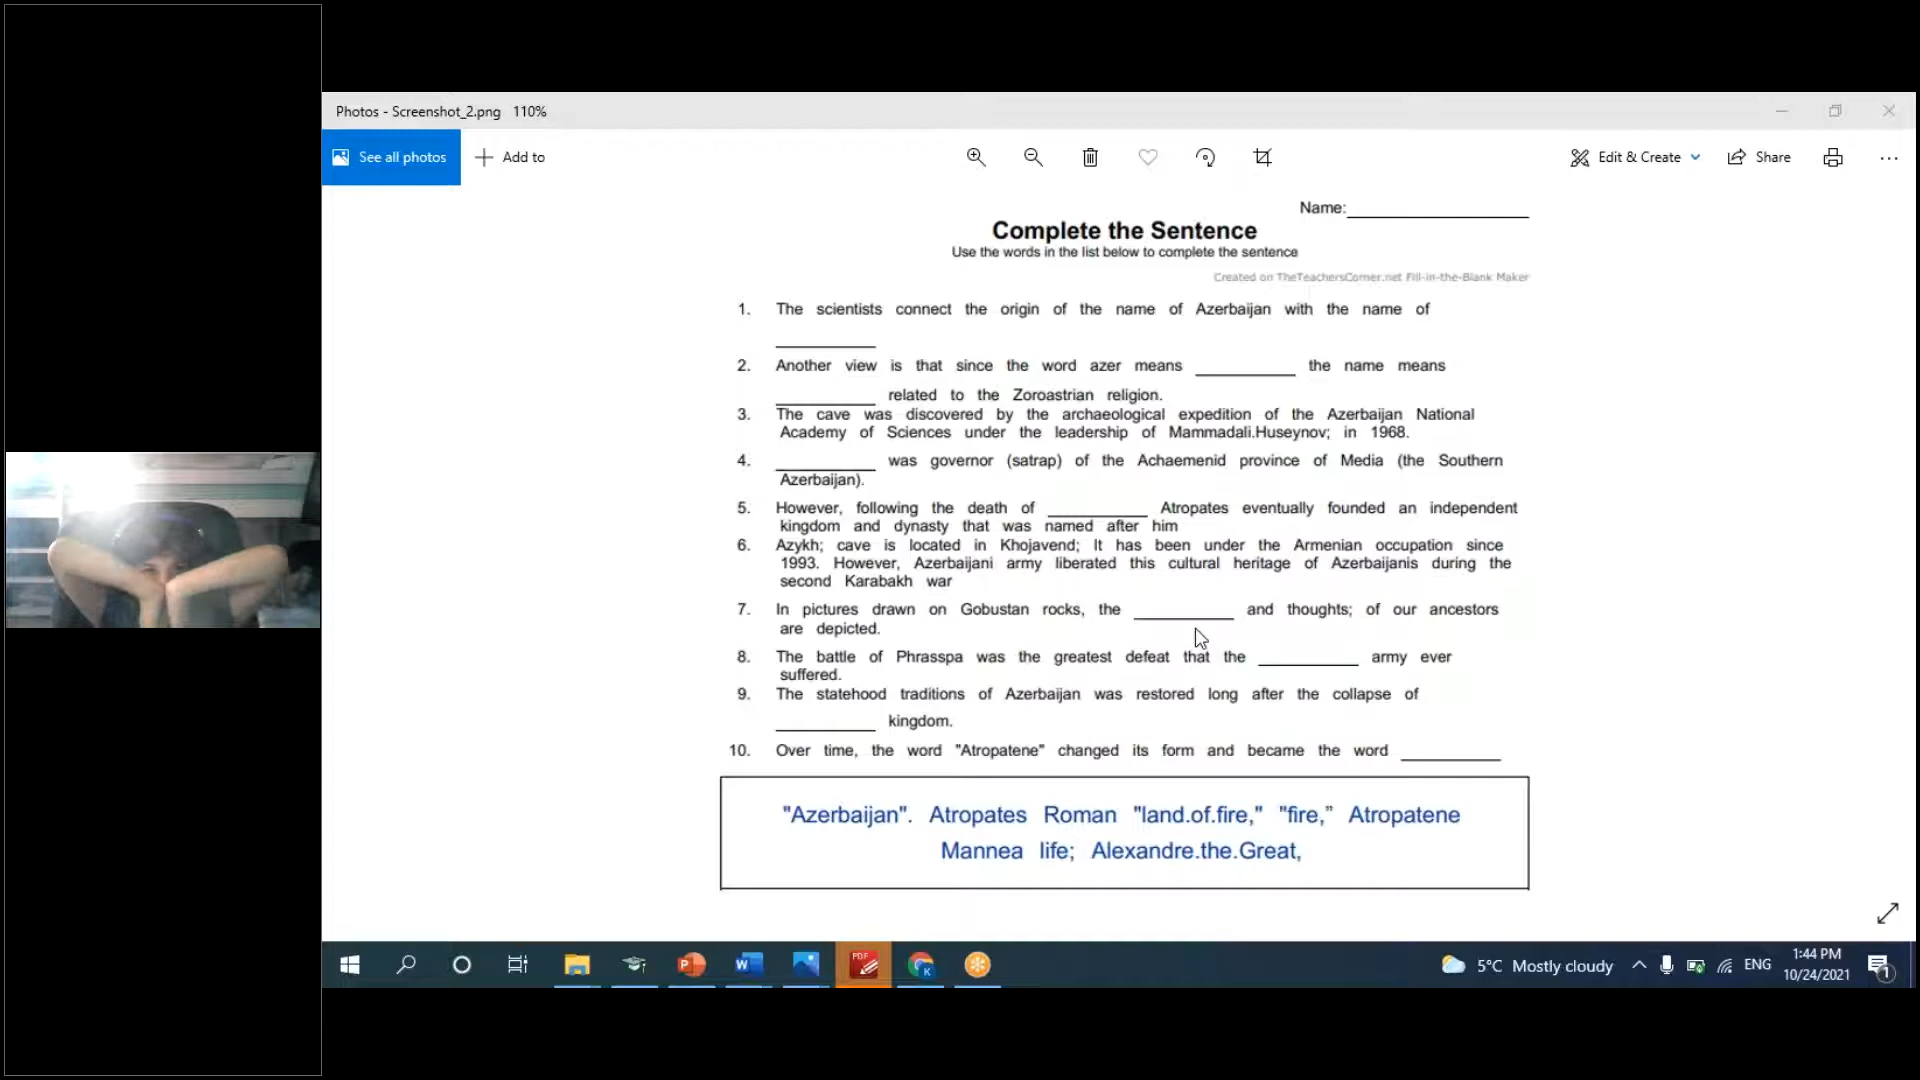 Photos - Screenshot_2.png 110%
See all photos
Add to
Edit & Create
Share
Name:
Complete the Sentence
Use the words in the list below to complete the sentence
Created on TheTeachersCorner.net Fill-in-the-Blank Maker
1. The scientists connect the origin of the name of Azerbaijan with the name of
__________
2. Another view is that since the word azer means __________ the name means
__________ related to the Zoroastrian religion.
3. The cave was discovered by the archaeological expedition of the Azerbaijan National
Academy of Sciences under the leadership of Mammadali.Huseynov; in 1968.
4. __________ was governor (satrap) of the Achaemenid province of Media (the Southern
Azerbaijan).
5. However, following the death of __________ Atropates eventually founded an independent
kingdom and dynasty that was named after him
6. Azykh; cave is located in Khojavend; It has been under the Armenian occupation since
1993. However, Azerbaijani army liberated this cultural heritage of Azerbaijanis during the
second Karabakh war
7. In pictures drawn on Gobustan rocks, the __________ and thoughts; of our ancestors
are depicted.
8. The battle of Phrasspa was the greatest defeat that the __________ army ever
suffered.
9. The statehood traditions of Azerbaijan was restored long after the collapse of
__________ kingdom.
10. Over time, the word "Atropatene" changed its form and became the word __________
"Azerbaijan". Atropates Roman "land.of.fire," "fire,” Atropatene
Mannea life; Alexandre.the.Great,
5°C Mostly cloudy
ENG
1:44 PM
10/24/2021
1